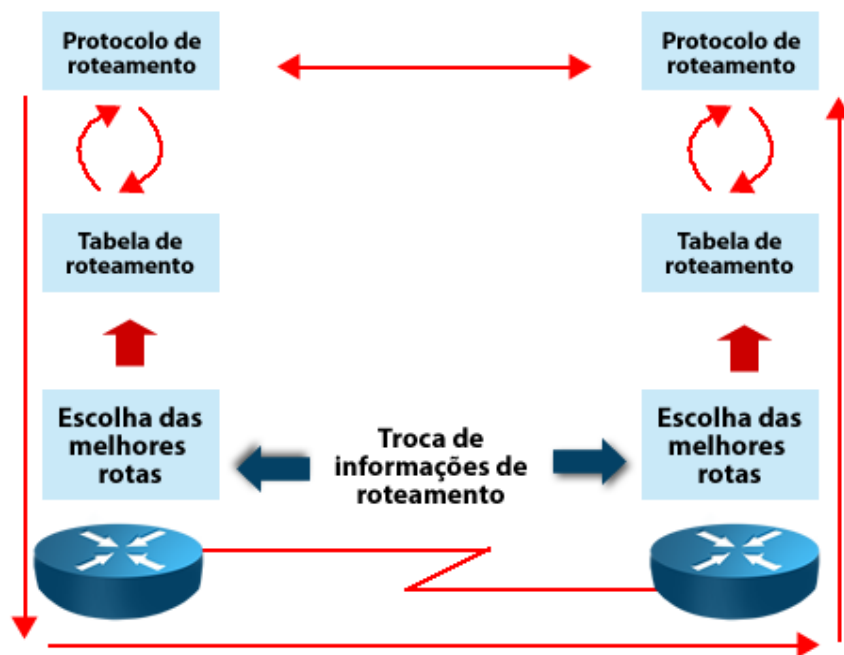 Protocolo de
roteamento
Protocolo de
roteamento
Tabela de
roteamento
Tabela de
roteamento
Escolha das
melhores
rotas
Troca de
informações de
roteamento
Escolha das
melhores
rotas